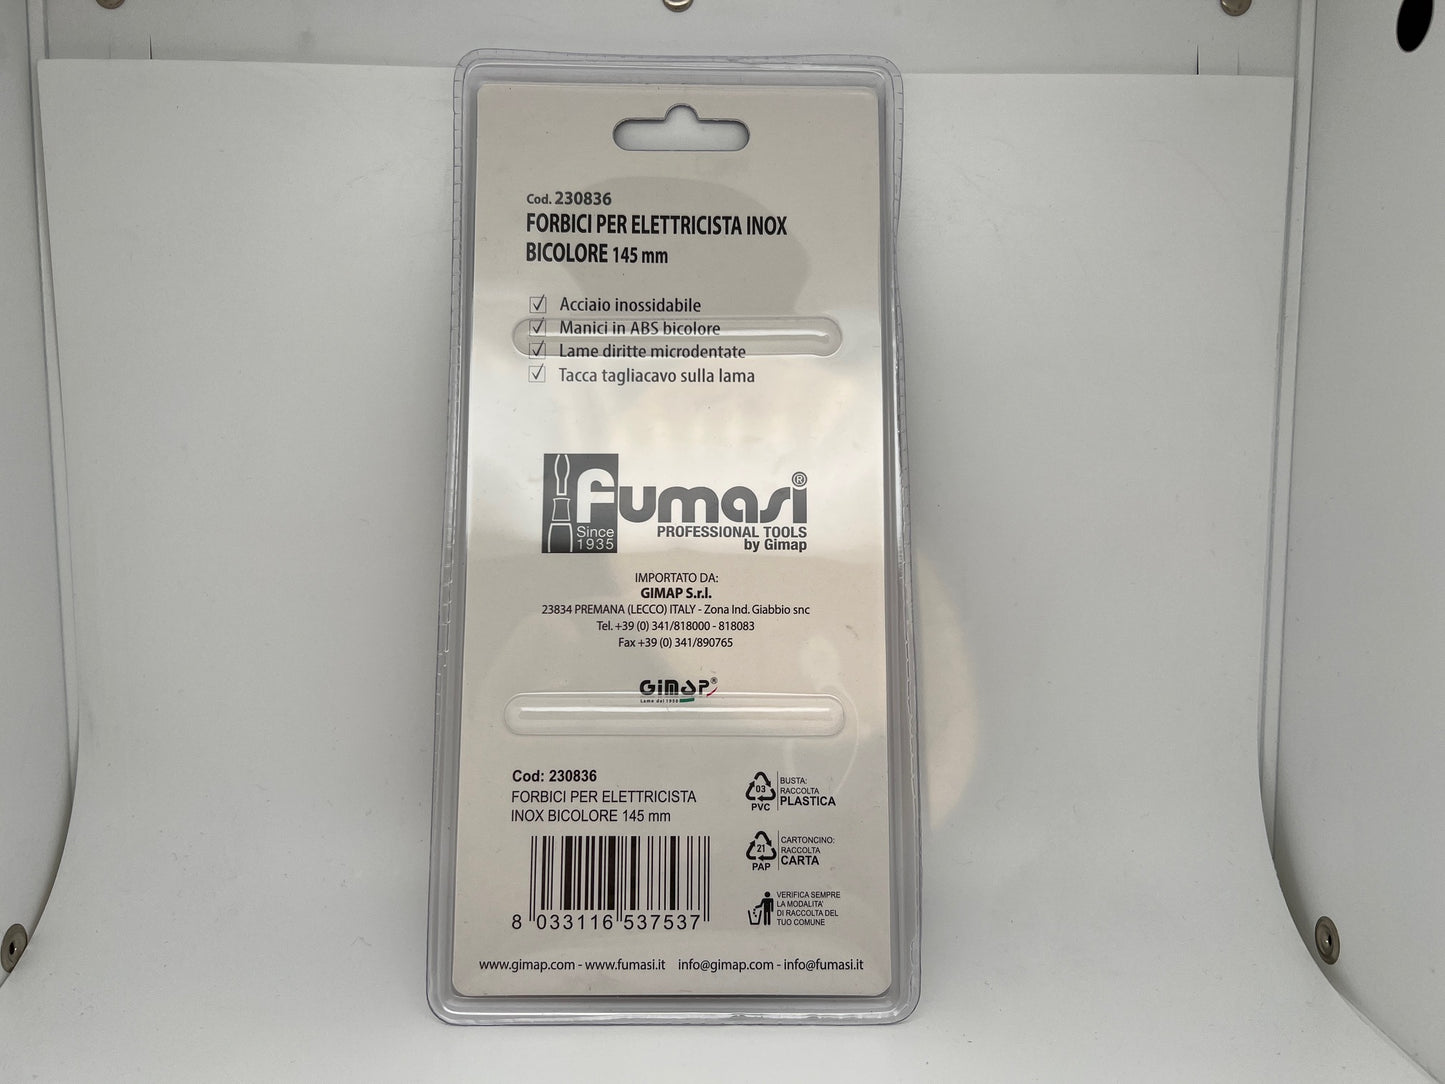 Cod. 230836
FORBICI PER ELETTRICISTA INOX
BICOLORE 145 mm
Acciaio inossidabile
Manici in ABS bicolore
Lame diritte microdentate
Tacca tagliacavo sulla lama
fumasi®
Since
1935
PROFESSIONAL TOOLS
by Gimap
IMPORTATO DA:
GIMAP S.r.l.
23834 PREMANA (LECCO) ITALY - Zona Ind. Giabbio snc
Tel. +39 (0) 341/818000 - 818083
Fax +39 (0) 341/890765
GIMAP®
Lame dal 1950
Cod: 230836
FORBICI PER ELETTRICISTA
INOX BICOLORE 145 mm
8 033116 537537
03
PVC
BUSTA:
RACCOLTA
PLASTICA
21
PAP
CARTONCINO:
RACCOLTA
CARTA
VERIFICA SEMPRE
LA MODALITA'
DI RACCOLTA DEL
TUO COMUNE
www.gimap.com - www.fumasi.it info@gimap.com - info@fumasi.it